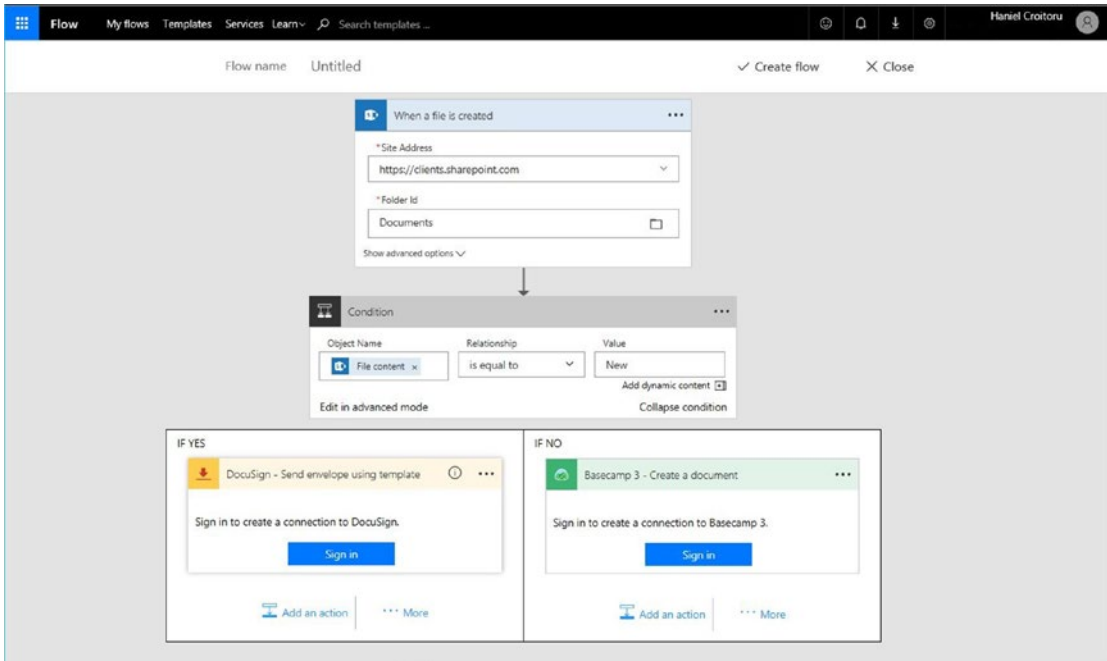 Flow My flows Templates Services Learn Search templates ... Haniel Croitoru
Flow name Untitled Create flow Close
When a file is created
*Site Address
https://clients.sharepoint.com
*Folder Id
Documents
Show advanced options
Condition
Object Name Relationship Value
File content × is equal to New
Add dynamic content
Edit in advanced mode Collapse condition
IF YES
DocuSign - Send envelope using template
Sign in to create a connection to DocuSign.
Sign in
Add an action ... More
IF NO
Basecamp 3 - Create a document
Sign in to create a connection to Basecamp 3.
Sign in
Add an action ... More